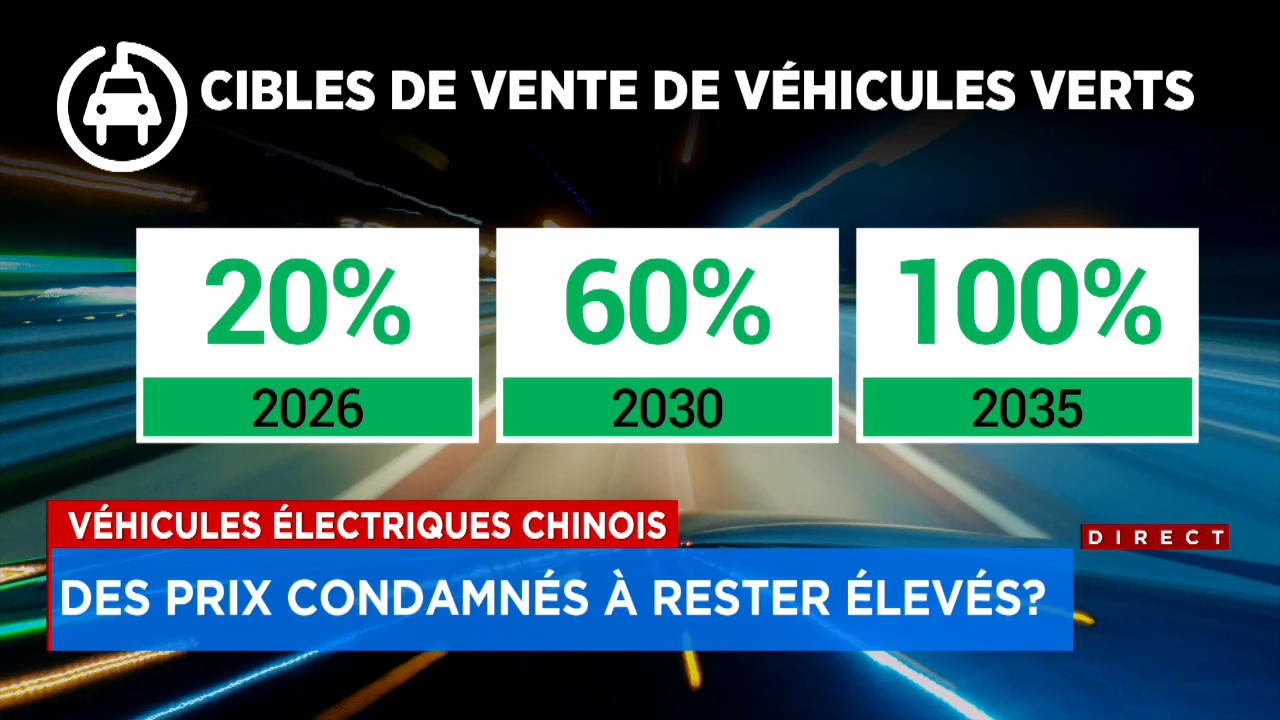 CIBLES DE VENTE DE VÉHICULES VERTS
20%
2026
60%
2030
100%
2035
VÉHICULES ÉLECTRIQUES CHINOIS
DIRECT
DES PRIX CONDAMNÉS À RESTER ÉLEVÉS?